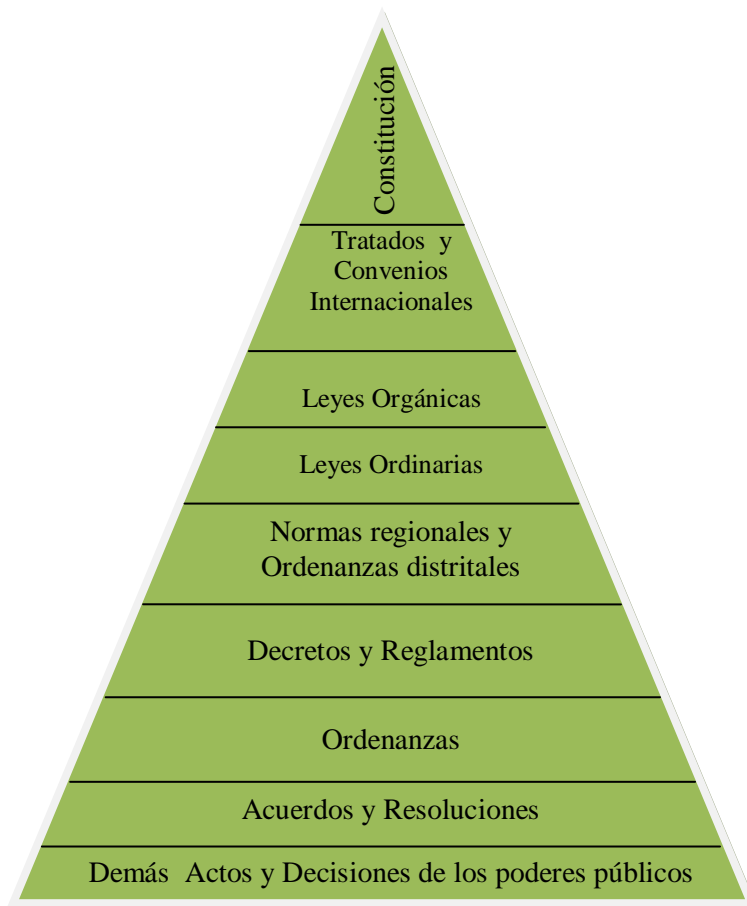 Constitución
Tratados y
Convenios
Internacionales
Leyes Orgánicas
Leyes Ordinarias
Normas regionales y
Ordenanzas distritales
Decretos y Reglamentos
Ordenanzas
Acuerdos y Resoluciones
Demás Actos y Decisiones de los poderes públicos